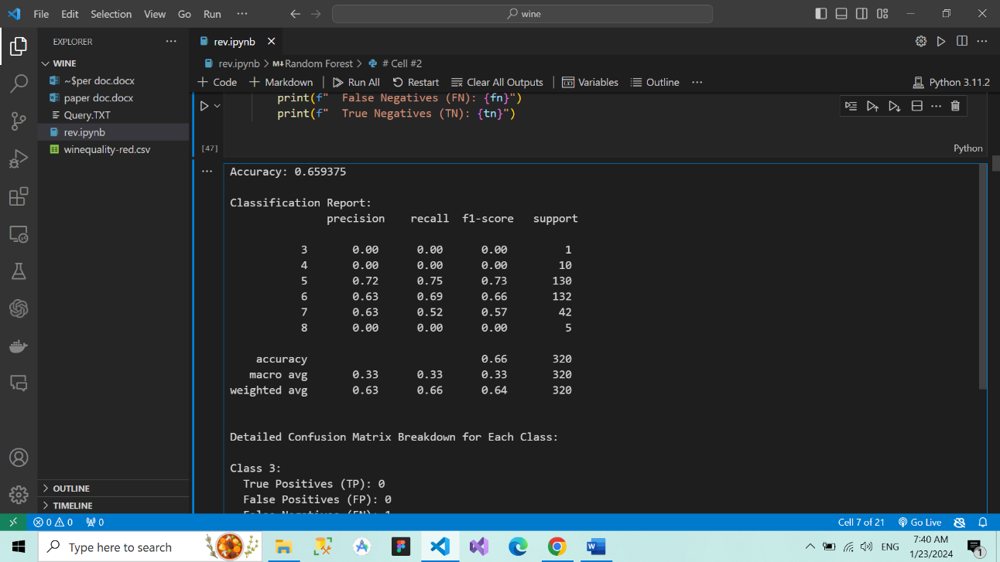 File Edit Selection View Go Run ··· wine
EXPLORER ···
WINE
~$per doc.docx
paper doc.docx
Query.TXT
rev.ipynb
winequality-red.csv
OUTLINE
TIMELINE
rev.ipynb
rev.ipynb > M↓Random Forest > # Cell #2
+ Code + Markdown | Run All Restart Clear All Outputs | Variables Outline ··· Python 3.11.2
print(f"  False Negatives (FN): {fn}")
print(f"  True Negatives (TN): {tn}")
[47] Python
Accuracy: 0.659375
Classification Report:
precision recall f1-score support
3 0.00 0.00 0.00 1
4 0.00 0.00 0.00 10
5 0.72 0.75 0.73 130
6 0.63 0.69 0.66 132
7 0.63 0.52 0.57 42
8 0.00 0.00 0.00 5
accuracy 0.66 320
macro avg 0.33 0.33 0.33 320
weighted avg 0.63 0.66 0.64 320
Detailed Confusion Matrix Breakdown for Each Class:
Class 3:
True Positives (TP): 0
False Positives (FP): 0
False Negatives (FN): 1
0 0 0 Cell 7 of 21 Go Live
Type here to search ENG 7:40 AM
1/23/2024 1